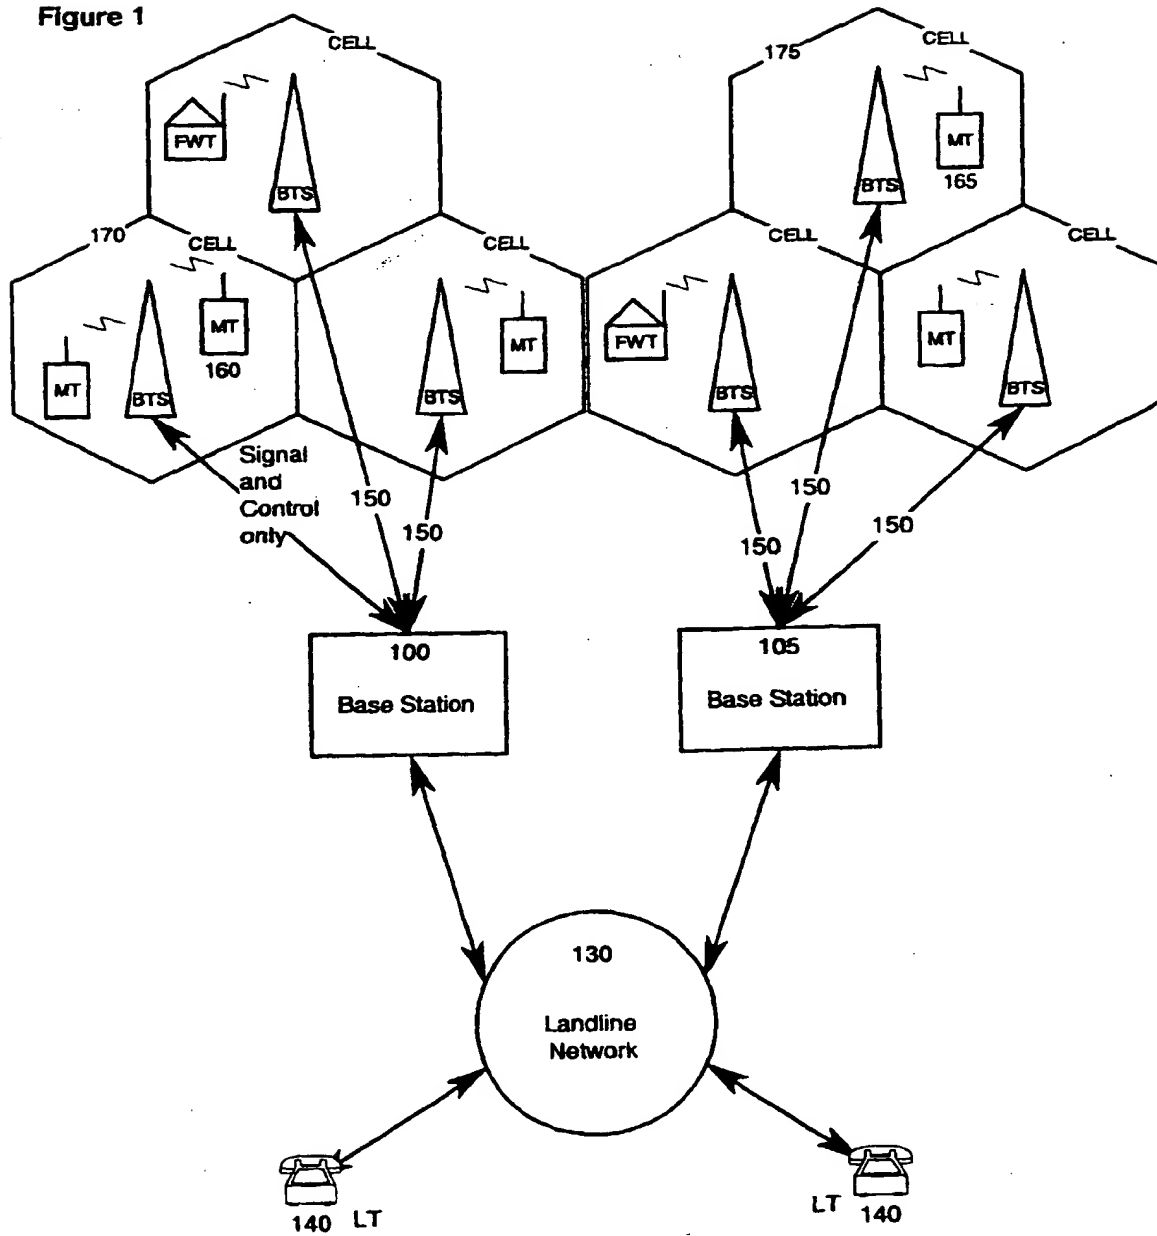 Figure 1
CELL
175
CELL
FWT
BTS
MT
165
BTS
170
CELL
CELL
CELL
CELL
MT
160
MT
BTS
BTS
MT
FWT
BTS
MT
BTS
Signal
and
Control
only
150
150
150
150
150
100
Base Station
105
Base Station
130
Landline
Network
140 LT
LT 140